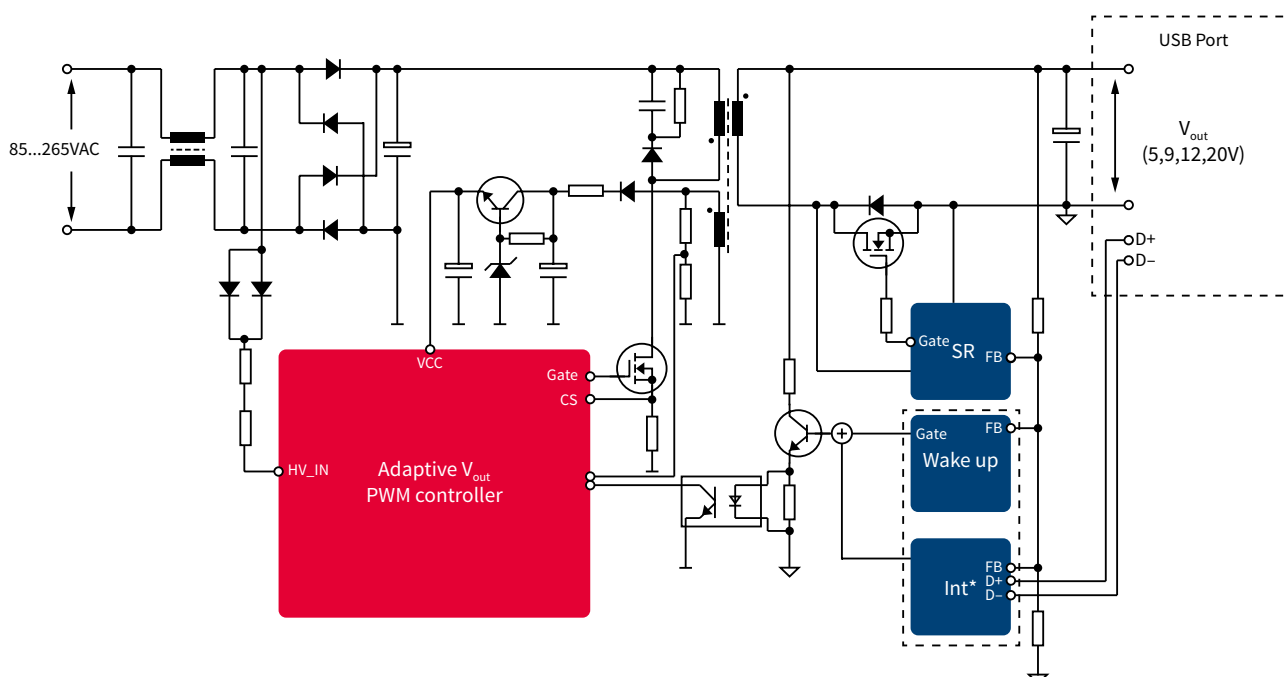 USB Port
85...265VAC
Vout
(5,9,12,20V)
D+
D−
VCC
Gate
CS
HV_IN
Adaptive Vout
PWM controller
Gate
SR
FB
Gate
FB
Wake up
+
FB
D+
D−
Int*